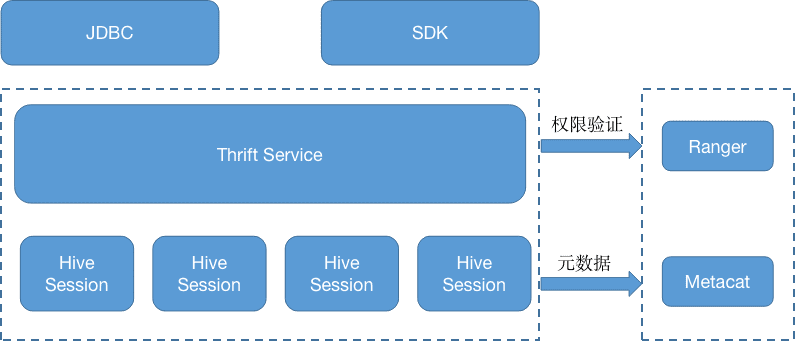 JDBC
SDK
Thrift Service
权限验证
Ranger
Hive
Session
Hive
Session
Hive
Session
Hive
Session
元数据
Metacat